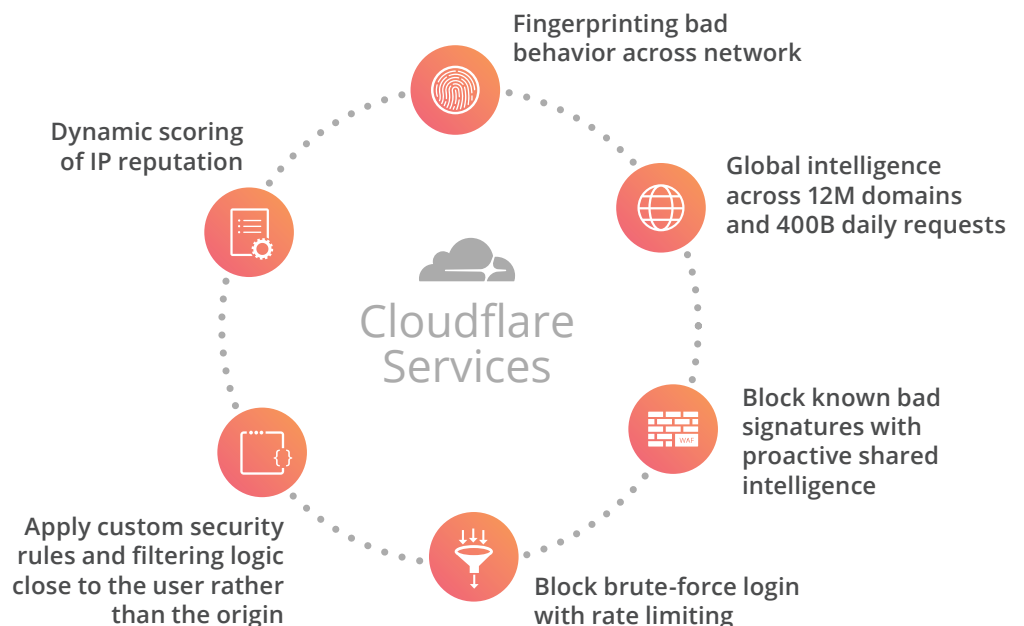 Fingerprinting bad
behavior across network
Dynamic scoring
of IP reputation
Global intelligence
across 12M domains
and 400B daily requests
Cloudflare
Services
Block known bad
signatures with
proactive shared
intelligence
WAF
Apply custom security
rules and filtering logic
close to the user rather
than the origin
Block brute-force login
with rate limiting